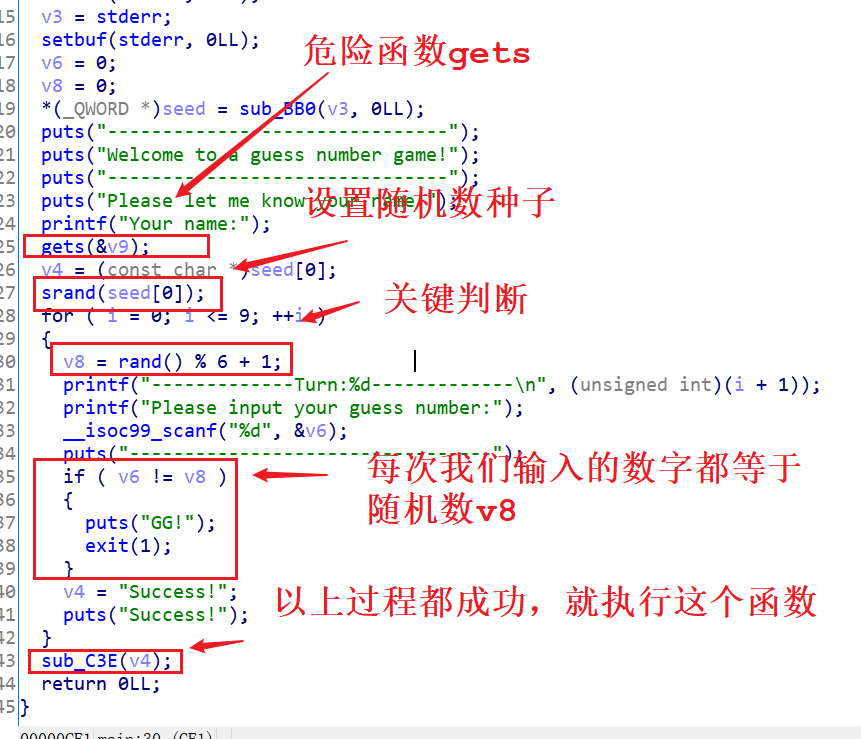 15 v3 = stderr;
16 setbuf(stderr, 0LL);
17 v6 = 0;
18 v8 = 0;
19 *(_QWORD *)seed = sub_BB0(v3, 0LL);
20 puts("-------------------------------");
21 puts("Welcome to a guess number game!");
22 puts("-------------------------------");
23 puts("Please let me know your name!");
24 printf("Your name:");
25 gets(&v9);
26 v4 = (const char *)seed[0];
27 srand(seed[0]);
28 for ( i = 0; i <= 9; ++i )
29 {
30 v8 = rand() % 6 + 1;
31 printf("-------------Turn:%d-------------\n", (unsigned int)(i + 1));
32 printf("Please input your guess number:");
33 __isoc99_scanf("%d", &v6);
34 puts("---------------------------------");
35 if ( v6 != v8 )
36 {
37 puts("GG!");
38 exit(1);
39 }
40 v4 = "Success!";
41 puts("Success!");
42 }
43 sub_C3E(v4);
44 return 0LL;
45 }
危险函数gets
设置随机数种子
关键判断
每次我们输入的数字都等于
随机数v8
以上过程都成功，就执行这个函数
00000CE1 main:30 (CE1)